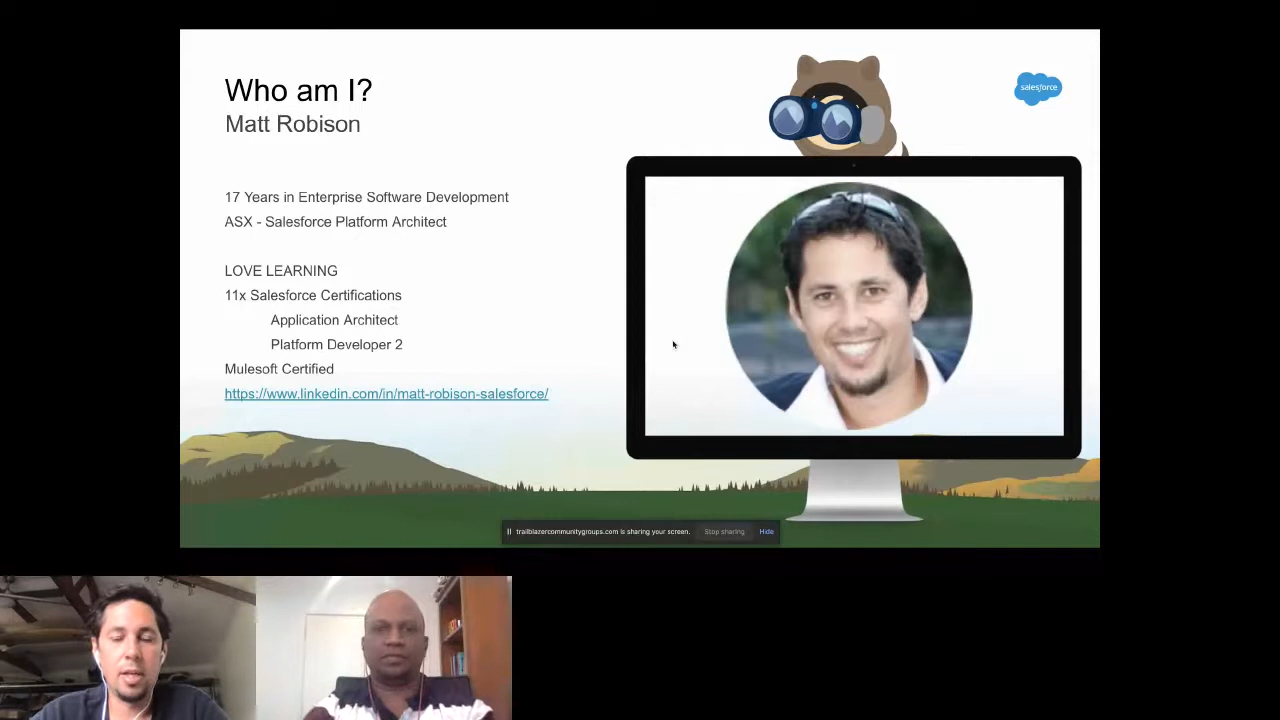 Who am I?
Matt Robison
salesforce
17 Years in Enterprise Software Development
ASX - Salesforce Platform Architect
LOVE LEARNING
11x Salesforce Certifications
Application Architect
Platform Developer 2
Mulesoft Certified
https://www.linkedin.com/in/matt-robison-salesforce/
trailblazercommunitygroups.com is sharing your screen. Stop sharing Hide